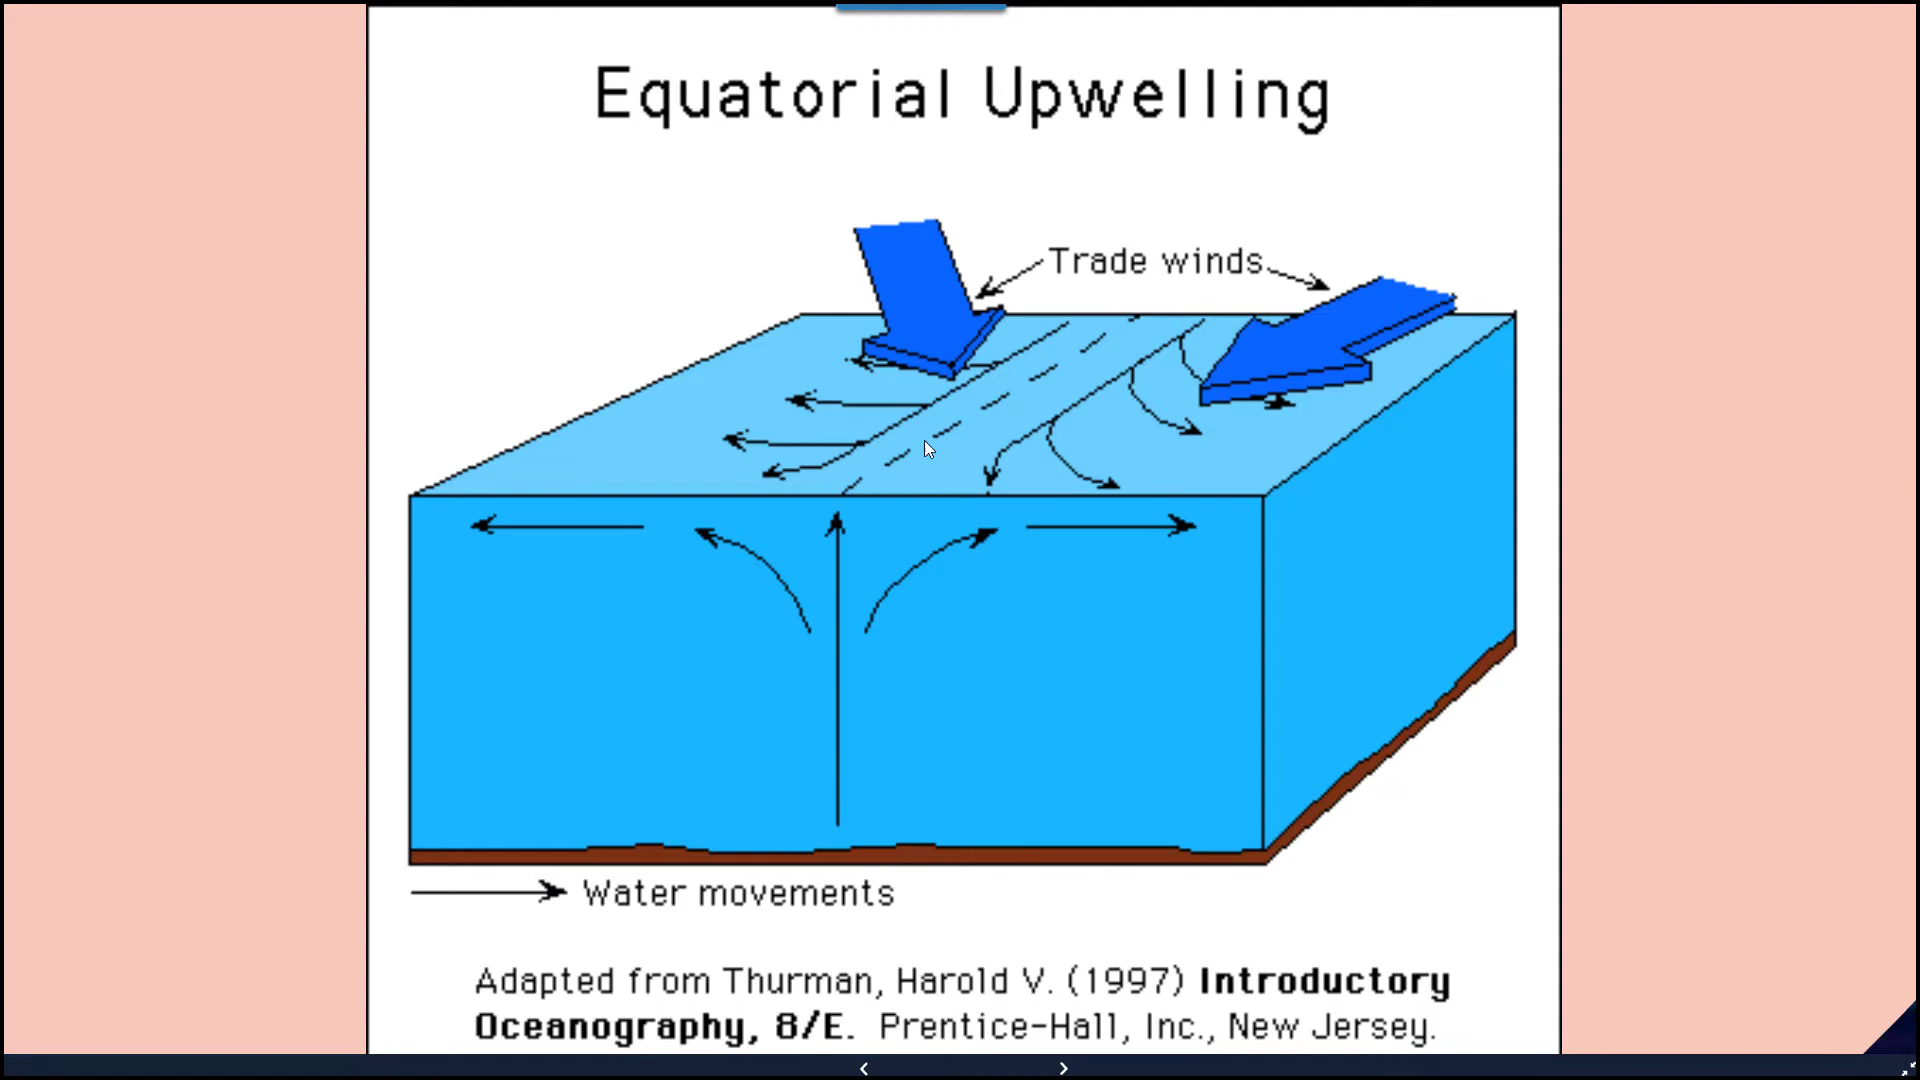 Equatorial Upwelling
Trade winds
Water movements
Adapted from Thurman, Harold V. (1997) Introductory
Oceanography, 8/E. Prentice-Hall, Inc., New Jersey.